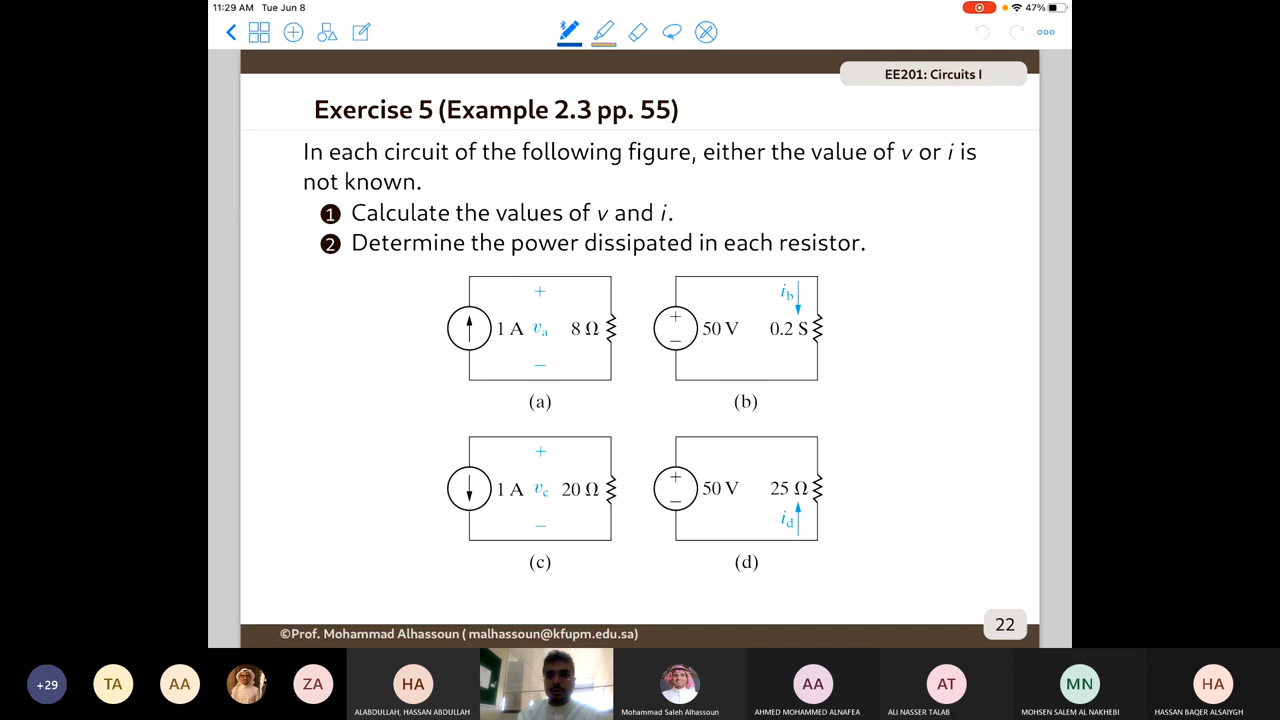 11:29 AM Tue Jun 8
47%
EE201: Circuits I
Exercise 5 (Example 2.3 pp. 55)
In each circuit of the following figure, either the value of v or i is
not known.
1 Calculate the values of v and i.
2 Determine the power dissipated in each resistor.
+
1 A va 8 Ω
−
(a)
ib
+
−
50 V 0.2 S
(b)
+
1 A vc 20 Ω
−
(c)
+
−
50 V 25 Ω
id
(d)
©Prof. Mohammad Alhassoun ( malhassoun@kfupm.edu.sa)
22
+29
TA
AA
ZA
HA
ALABDULLAH, HASSAN ABDULLAH
Mohammad Saleh Alhassoun
AA
AHMED MOHAMMED ALNAFEA
AT
ALI NASSER TALAB
MN
MOHSEN SALEM AL NAKHEBI
HA
HASSAN BAQER ALSAIYGH